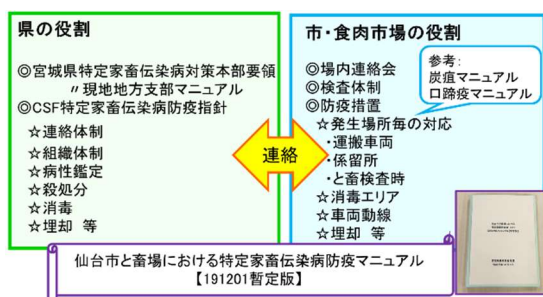 県の役割
◎宮城県特定家畜伝染病対策本部要領
〃現地地方支部マニュアル
◎CSF特定家畜伝染病防疫指針
☆連絡体制
☆組織体制
☆病性鑑定
☆殺処分
☆消毒
☆埋却 等
連絡
市・食肉市場の役割
◎場内連絡会
◎検査体制
◎防疫措置
☆発生場所毎の対応
・運搬車両
・係留所
・と畜検査時
☆消毒エリア
☆車両動線
☆埋却 等
参考:
炭疽マニュアル
口蹄疫マニュアル
仙台市と畜場における特定家畜伝染病防疫マニュアル
【191201暫定版】